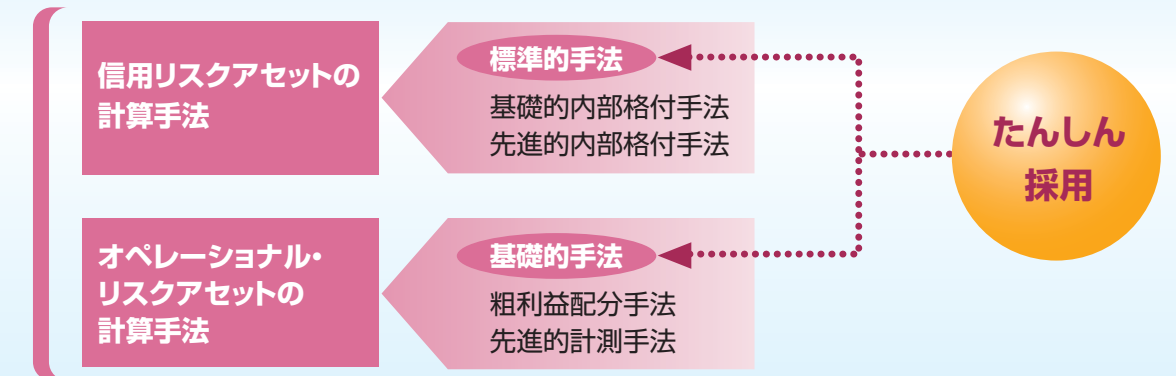 信用リスクアセットの
計算手法
標準的手法
基礎的内部格付手法
先進的内部格付手法
オペレーショナル・
リスクアセットの
計算手法
基礎的手法
粗利益配分手法
先進的計測手法
たんしん
採用